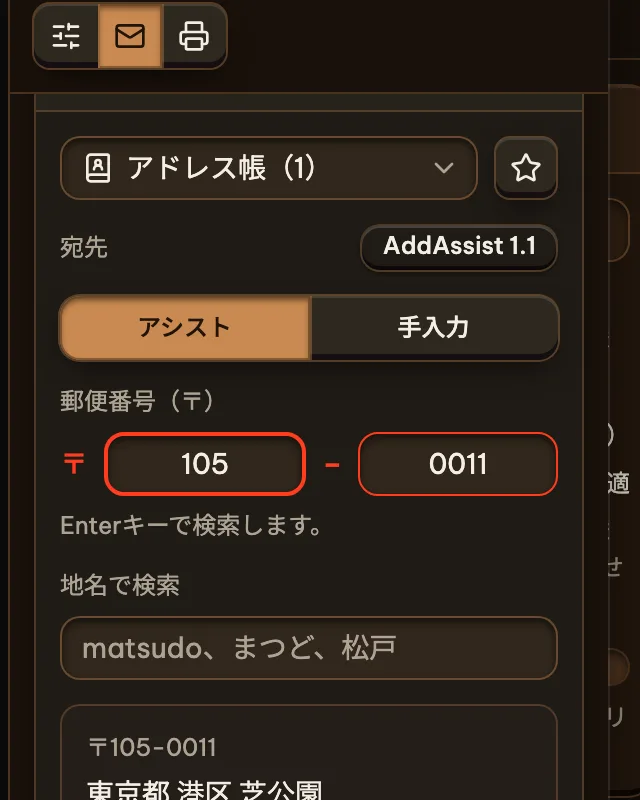 アドレス帳（1）
宛先
AddAssist 1.1
アシスト
手入力
郵便番号（〒）
〒 105 - 0011
Enterキーで検索します。
地名で検索
matsudo、まつど、松戸
〒105-0011
東京都 港区 芝公園
）
適
せ
リ